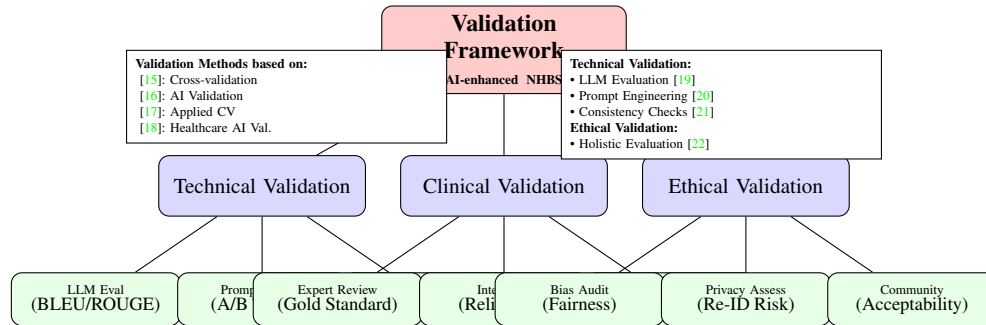 Validation
Framework
AI-enhanced NHBS
Validation Methods based on:
[15]: Cross-validation
[16]: AI Validation
[17]: Applied CV
[18]: Healthcare AI Val.
Technical Validation:
• LLM Evaluation [19]
• Prompt Engineering [20]
• Consistency Checks [21]
Ethical Validation:
• Holistic Evaluation [22]
Technical Validation
Clinical Validation
Ethical Validation
LLM Eval
(BLEU/ROUGE)
(A/B
Expert Review
(Gold Standard)
Bias Audit
(Fairness)
Privacy Assess
(Re-ID Risk)
Community
(Acceptability)